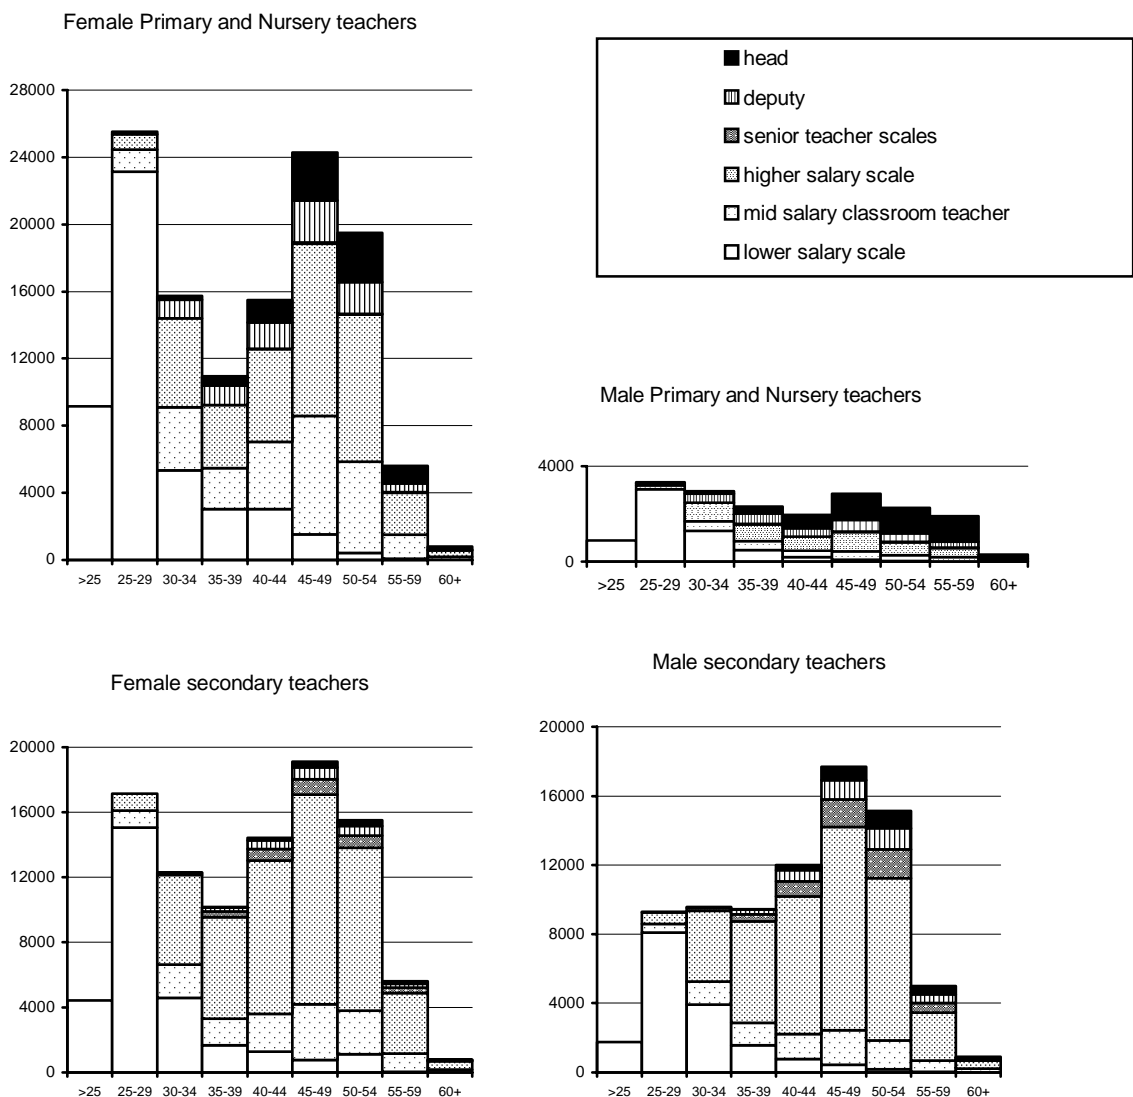 Female Primary and Nursery teachers
head
deputy
senior teacher scales
higher salary scale
mid salary classroom teacher
lower salary scale
28000
24000
20000
16000
12000
8000
4000
0
>25 25-29 30-34 35-39 40-44 45-49 50-54 55-59 60+
Male Primary and Nursery teachers
4000
0
>25 25-29 30-34 35-39 40-44 45-49 50-54 55-59 60+
Female secondary teachers
20000
16000
12000
8000
4000
0
>25 25-29 30-34 35-39 40-44 45-49 50-54 55-59 60+
Male secondary teachers
20000
16000
12000
8000
4000
0
>25 25-29 30-34 35-39 40-44 45-49 50-54 55-59 60+